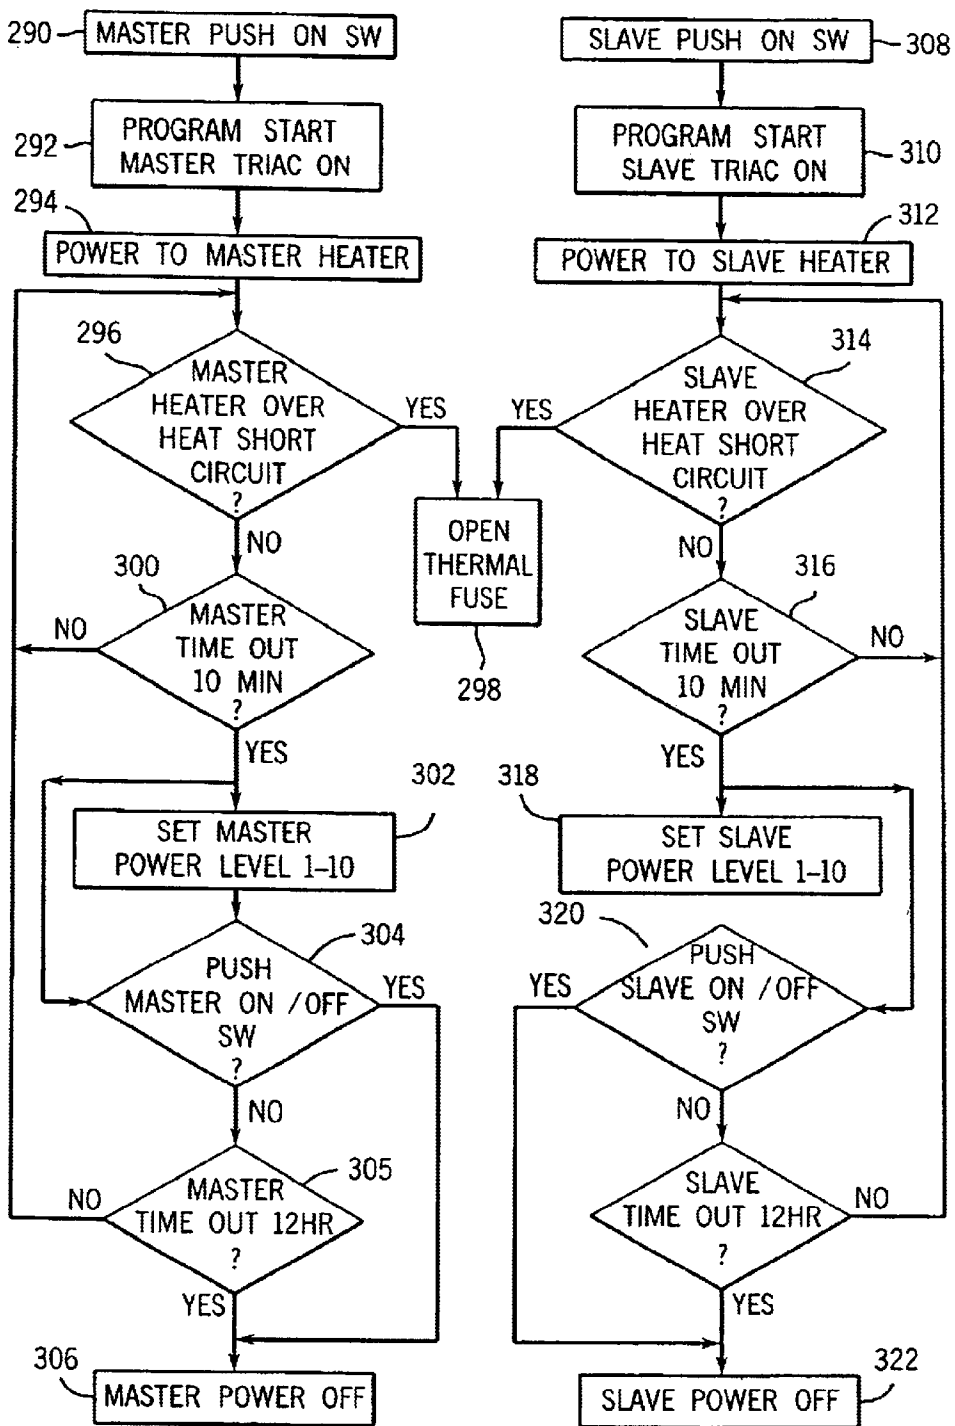 290
MASTER PUSH ON SW
292
PROGRAM START
MASTER TRIAC ON
294
POWER TO MASTER HEATER
296
MASTER
HEATER OVER
HEAT SHORT
CIRCUIT
?
YES
NO
OPEN
THERMAL
FUSE
298
300
MASTER
TIME OUT
10 MIN
?
NO
YES
302
SET MASTER
POWER LEVEL 1-10
304
PUSH
MASTER ON /OFF
SW
?
YES
NO
305
MASTER
TIME OUT 12HR
?
NO
YES
306
MASTER POWER OFF
SLAVE PUSH ON SW
308
PROGRAM START
SLAVE TRIAC ON
310
312
POWER TO SLAVE HEATER
314
SLAVE
HEATER OVER
HEAT SHORT
CIRCUIT
?
YES
NO
316
SLAVE
TIME OUT
10 MIN
?
NO
YES
318
SET SLAVE
POWER LEVEL 1-10
320
PUSH
SLAVE ON /OFF
SW
?
YES
NO
SLAVE
TIME OUT 12HR
?
NO
YES
322
SLAVE POWER OFF